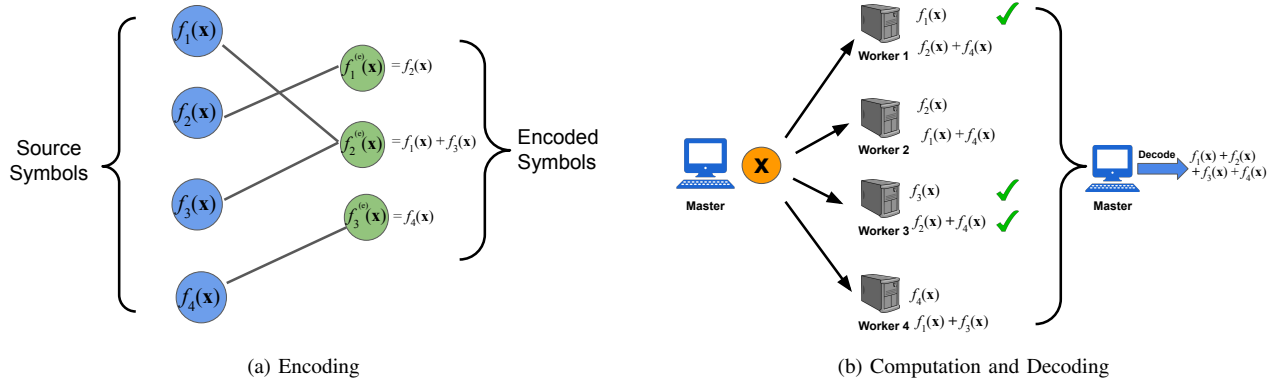 Source
Symbols
f₁(x)
f₂(x)
f₃(x)
f₄(x)
f₁⁽ᵉ⁾(x) = f₂(x)
f₂⁽ᵉ⁾(x) = f₁(x) + f₃(x)
f₃⁽ᵉ⁾(x) = f₄(x)
Encoded
Symbols
(a) Encoding
Master
X
Worker 1
f₁(x) ✓
f₂(x) + f₄(x)
Worker 2
f₂(x)
f₁(x) + f₄(x)
Worker 3
f₃(x) ✓
f₂(x) + f₄(x) ✓
Worker 4
f₄(x)
f₁(x) + f₃(x)
Master
Decode
f₁(x) + f₂(x)
+ f₃(x) + f₄(x)
(b) Computation and Decoding